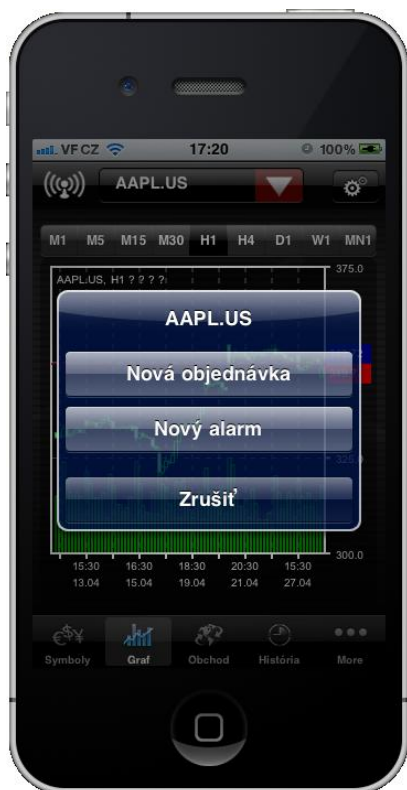 VF CZ 17:20 100%
AAPL.US
M1 M5 M15 M30 H1 H4 D1 W1 MN1
AAPL.US, H1 ? ? ? ?
375.0
AAPL.US
Nová objednávka
Nový alarm
325.0
Zrušiť
300.0
15:30 16:30 18:30 20:30 15:30
13.04 15.04 19.04 21.04 27.04
€$¥
Symboly Graf Obchod História More